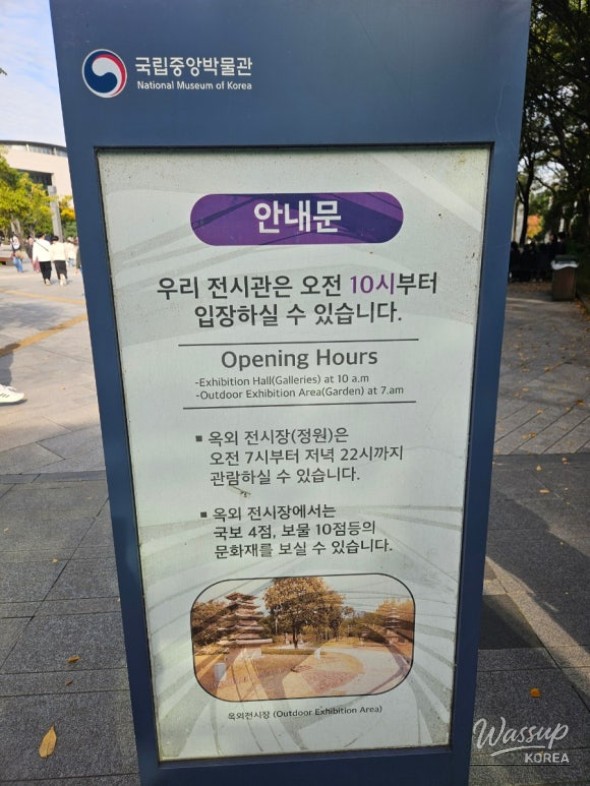 국립중앙박물관
National Museum of Korea
안내문
우리 전시관은 오전 10시부터
입장하실 수 있습니다.
Opening Hours
-Exhibition Hall(Galleries) at 10 a.m
-Outdoor Exhibition Area(Garden) at 7.am
▪ 옥외 전시장(정원)은
오전 7시부터 저녁 22시까지
관람하실 수 있습니다.
▪ 옥외 전시장에서는
국보 4점, 보물 10점등의
문화재를 보실 수 있습니다.
옥외전시장 (Outdoor Exhibition Area)
Wassup
KOREA